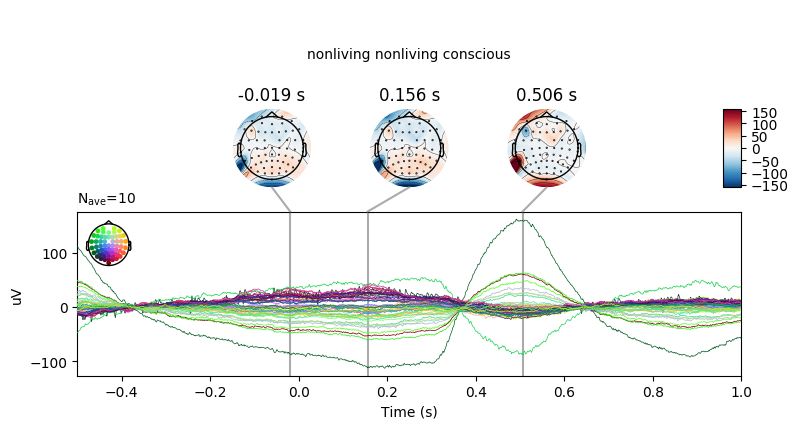 nonliving nonliving conscious
-0.019 s 0.156 s 0.506 s
150
100
50
0
−50
−100
−150
Nave=10
100
0
−100
uV
−0.4 −0.2 0.0 0.2 0.4 0.6 0.8 1.0
Time (s)